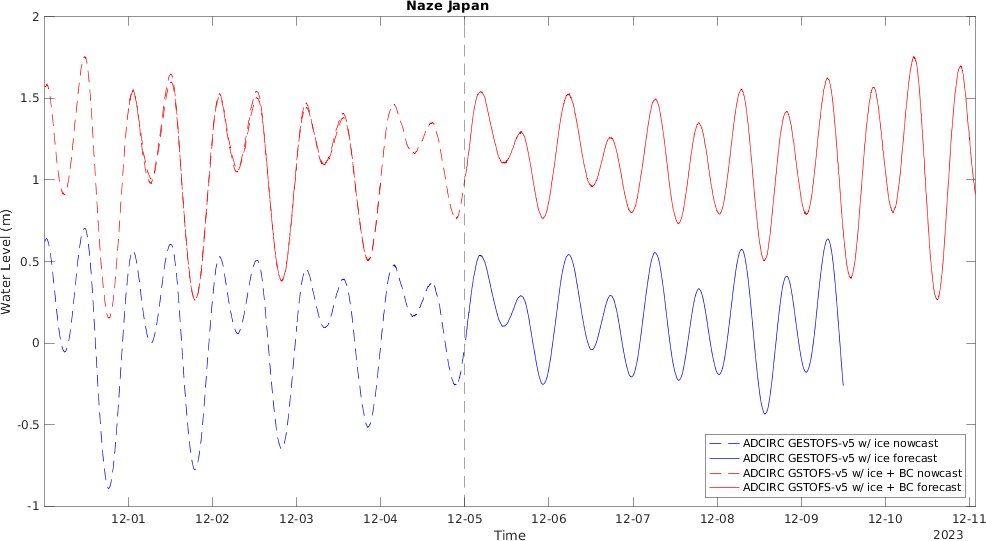 Naze Japan
Water Level (m)
2
1.5
1
0.5
0
-0.5
-1
12-01 12-02 12-03 12-04 12-05 12-06 12-07 12-08 12-09 12-10 12-11
Time
2023
ADCIRC GESTOFS-v5 w/ ice nowcast
ADCIRC GESTOFS-v5 w/ ice forecast
ADCIRC GSTOFS-v5 w/ ice + BC nowcast
ADCIRC GSTOFS-v5 w/ ice + BC forecast